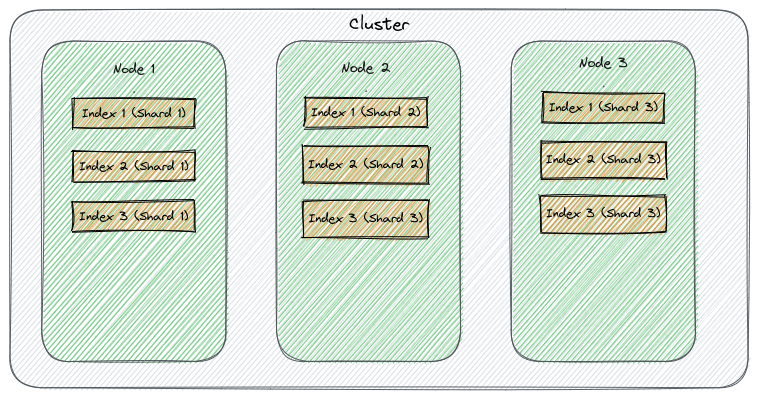 Cluster
Node 1
Index 1 (Shard 1)
Index 2 (Shard 1)
Index 3 (Shard 1)
Node 2
Index 1 (Shard 2)
Index 2 (Shard 2)
Index 3 (Shard 3)
Node 3
Index 1 (Shard 3)
Index 2 (Shard 3)
Index 3 (Shard 3)